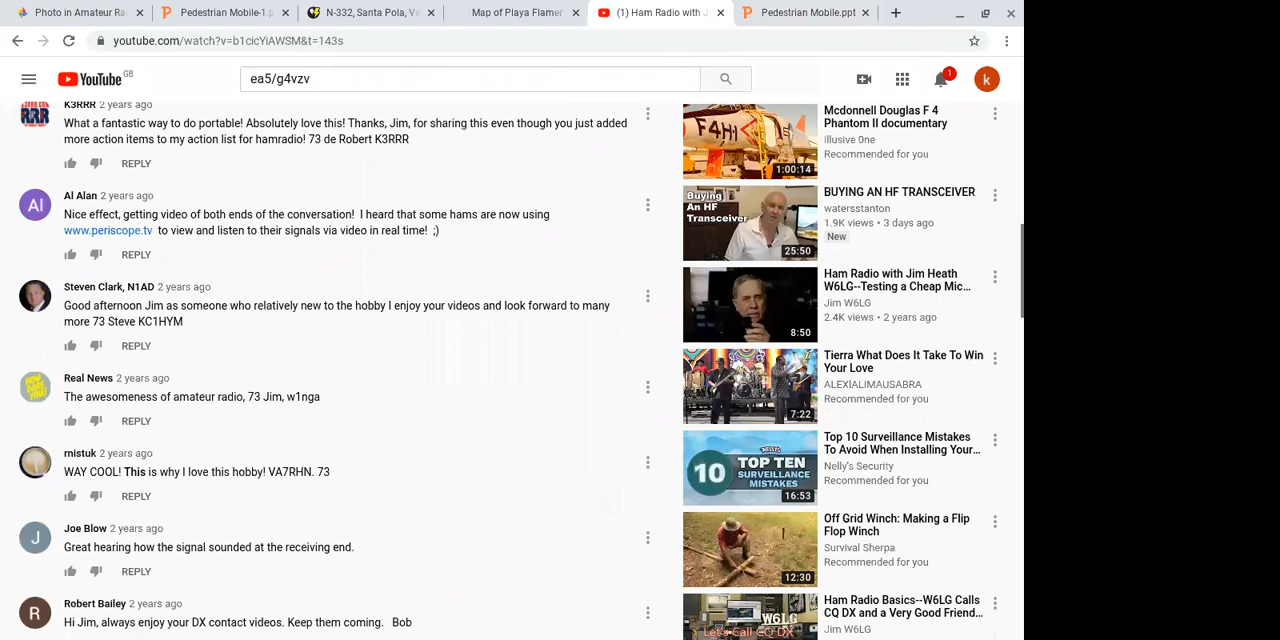 Photo in Amateur Ra
Pedestrian Mobile-1.p
N-332, Santa Pola, Va
Map of Playa Flamen
(1) Ham Radio with J
Pedestrian Mobile.ppt
youtube.com/watch?v=b1cicYiAWSM&t=143s
YouTube GB
ea5/g4vzv
1
k
K3RRR 2 years ago
What a fantastic way to do portable! Absolutely love this! Thanks, Jim, for sharing this even though you just added
more action items to my action list for hamradio! 73 de Robert K3RRR
REPLY
Al
Al Alan 2 years ago
Nice effect, getting video of both ends of the conversation! I heard that some hams are now using
www.periscope.tv to view and listen to their signals via video in real time! ;)
REPLY
Steven Clark, N1AD 2 years ago
Good afternoon Jim as someone who relatively new to the hobby I enjoy your videos and look forward to many
more 73 Steve KC1HYM
REPLY
Real News 2 years ago
The awesomeness of amateur radio, 73 Jim, w1nga
REPLY
rnistuk 2 years ago
WAY COOL! This is why I love this hobby! VA7RHN. 73
REPLY
J
Joe Blow 2 years ago
Great hearing how the signal sounded at the receiving end.
REPLY
R
Robert Bailey 2 years ago
Hi Jim, always enjoy your DX contact videos. Keep them coming. Bob
F4H-1
1:00:14
Mcdonnell Douglas F 4
Phantom II documentary
illusive 0ne
Recommended for you
Buying
An HF
Transceiver
25:50
BUYING AN HF TRANSCEIVER
watersstanton
1.9K views • 3 days ago
New
8:50
Ham Radio with Jim Heath
W6LG--Testing a Cheap Mic...
Jim W6LG
2.4K views • 2 years ago
7:22
Tierra What Does It Take To Win
Your Love
ALEXIALIMAUSABRA
Recommended for you
NELLY'S
10
TOP TEN
SURVEILLANCE
MISTAKES
16:53
Top 10 Surveillance Mistakes
To Avoid When Installing Your...
Nelly's Security
Recommended for you
12:30
Off Grid Winch: Making a Flip
Flop Winch
Survival Sherpa
Recommended for you
W6LG
Let's Call CQ DX
Ham Radio Basics--W6LG Calls
CQ DX and a Very Good Friend...
Jim W6LG